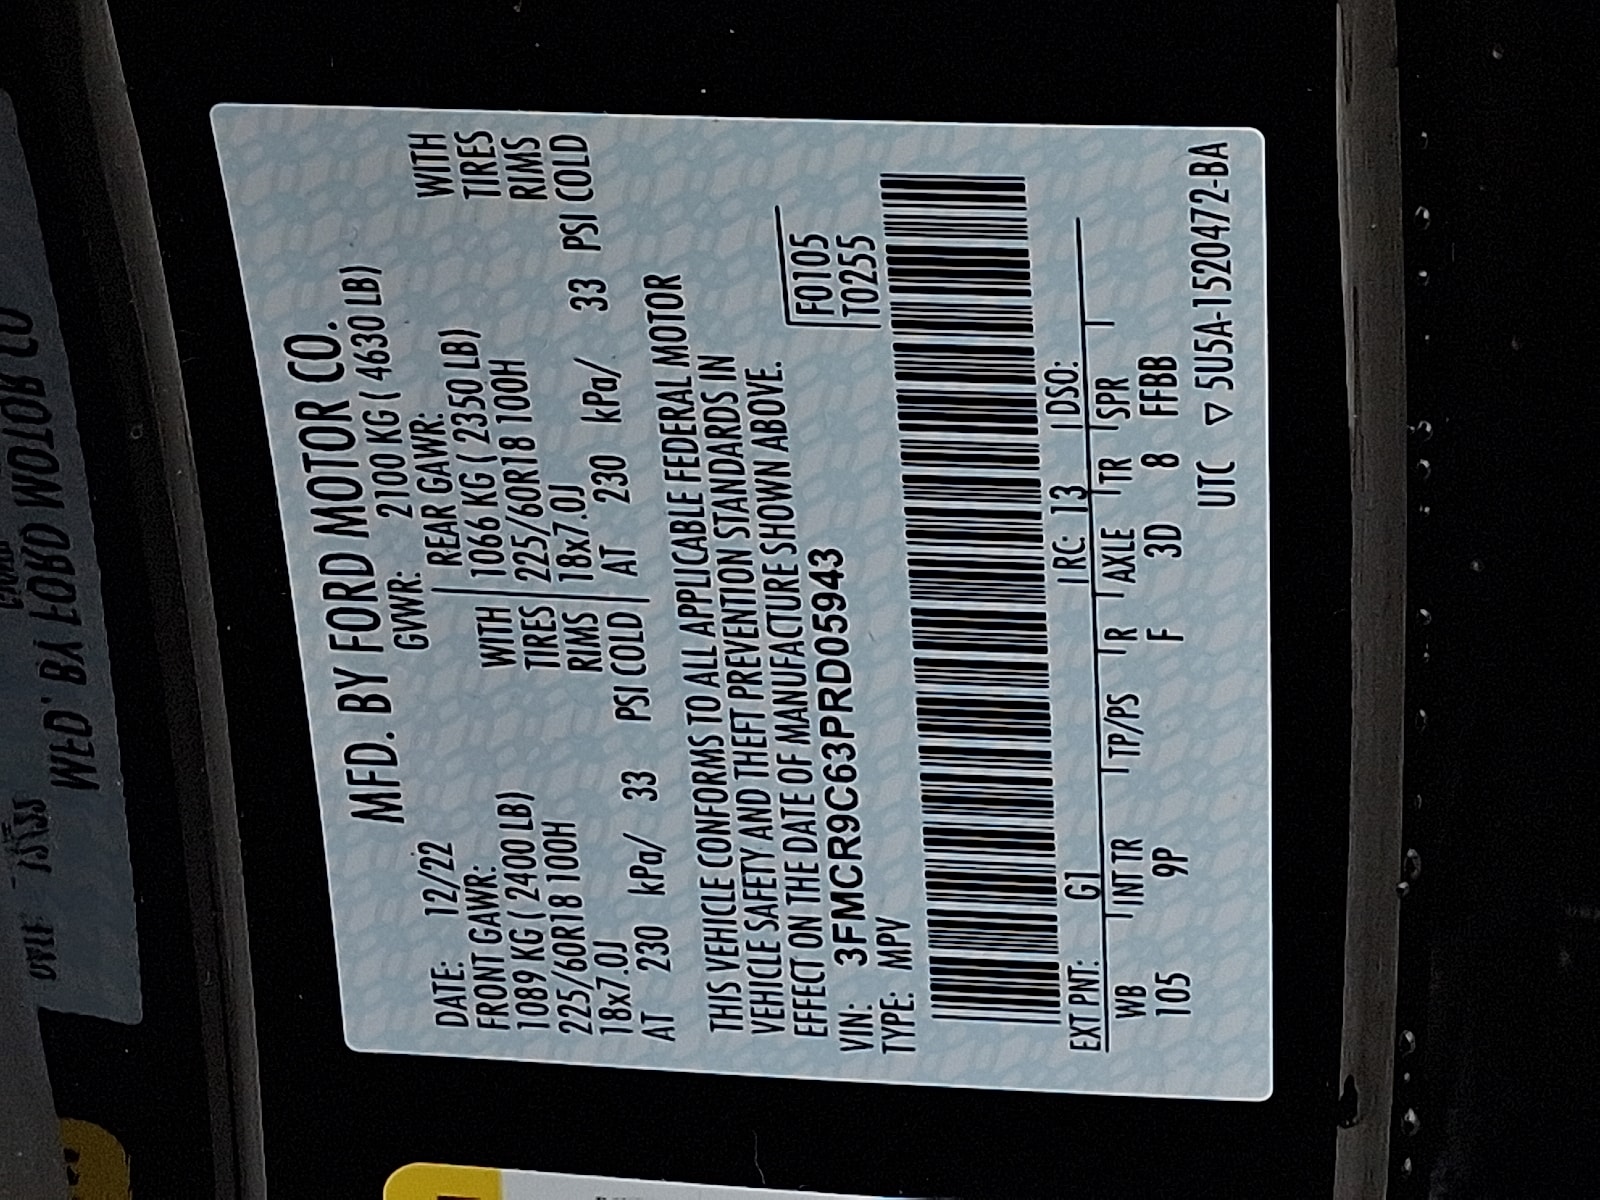 MFD. BY FORD MOTOR CO.
DATE: 12/22 GVWR: 2100 KG ( 4630 LB)
FRONT GAWR: REAR GAWR:
1089 KG ( 2400 LB) WITH 1066 KG ( 2350 LB) WITH
225/60R18 100H TIRES 225/60R18 100H TIRES
18x7.0J RIMS 18x7.0J RIMS
AT 230 kPa/ 33 PSI COLD AT 230 kPa/ 33 PSI COLD
THIS VEHICLE CONFORMS TO ALL APPLICABLE FEDERAL MOTOR
VEHICLE SAFETY AND THEFT PREVENTION STANDARDS IN
EFFECT ON THE DATE OF MANUFACTURE SHOWN ABOVE.
VIN: 3FMCR9C63PRD05943 F0105
TYPE: MPV T0255
EXT PNT: G1 RC: 13 DSO:
WB INT TR TP/PS R AXLE TR SPR
105 9P F 3D 8 FFBB
UTC ▽ 5U5A-1520472-BA
MFD. BY FORD MOTOR CO